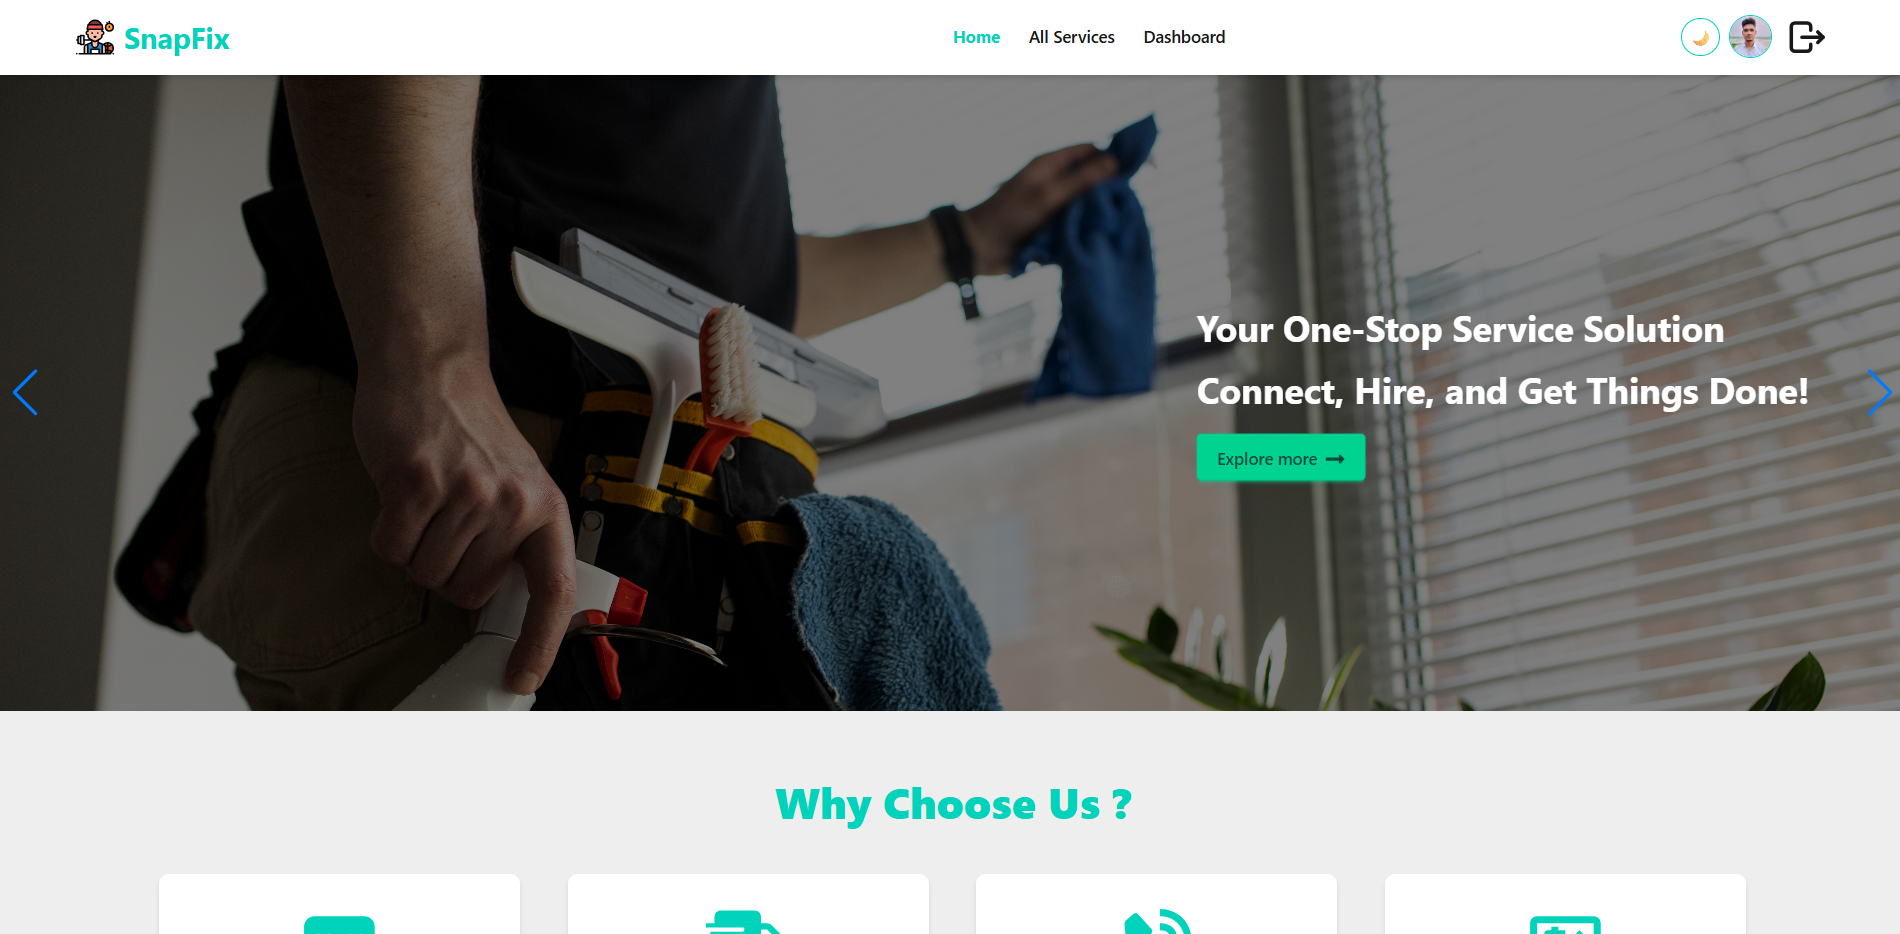 SnapFix
Home
All Services
Dashboard
Your One-Stop Service Solution
Connect, Hire, and Get Things Done!
Explore more
Why Choose Us ?